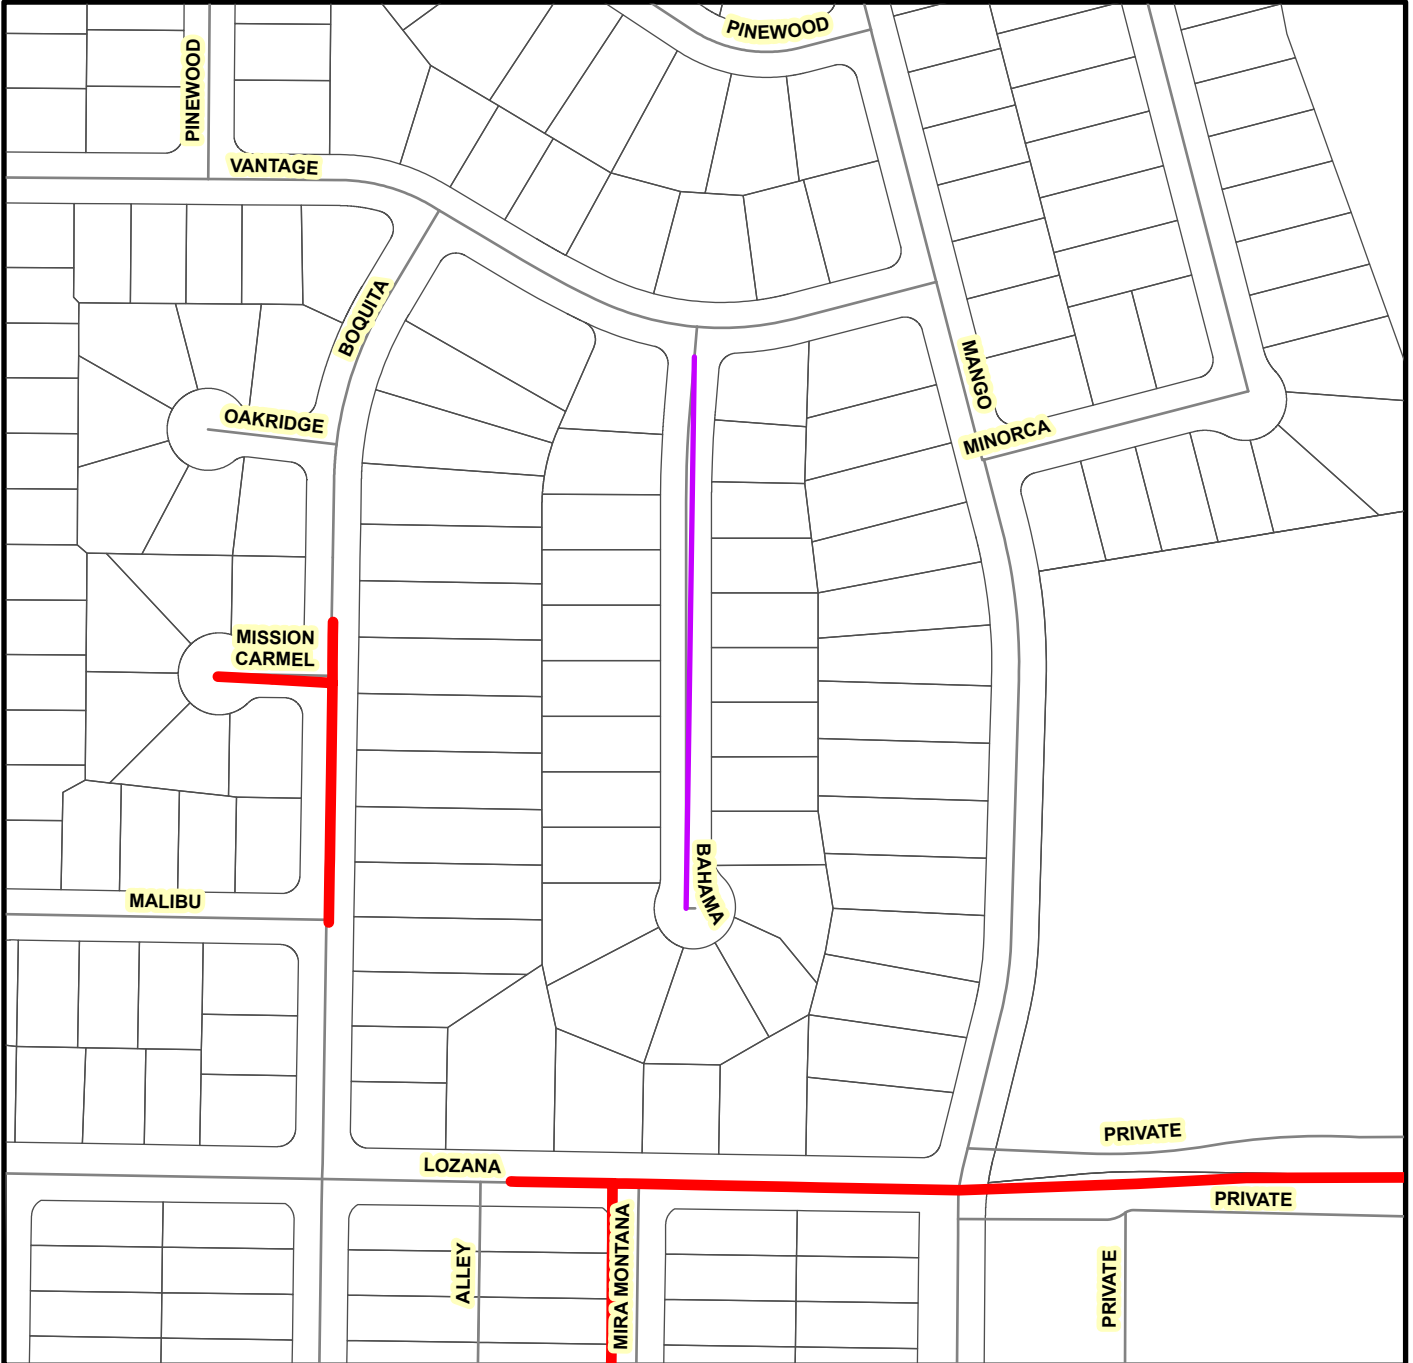 PINEWOOD
PINEWOOD
VANTAGE
BOQUITA
OAKRIDGE
MANGO
MINORCA
MISSION
CARMEL
BAHAMA
MALIBU
PRIVATE
LOZANA
PRIVATE
ALLEY
MIRA MONTANA
PRIVATE